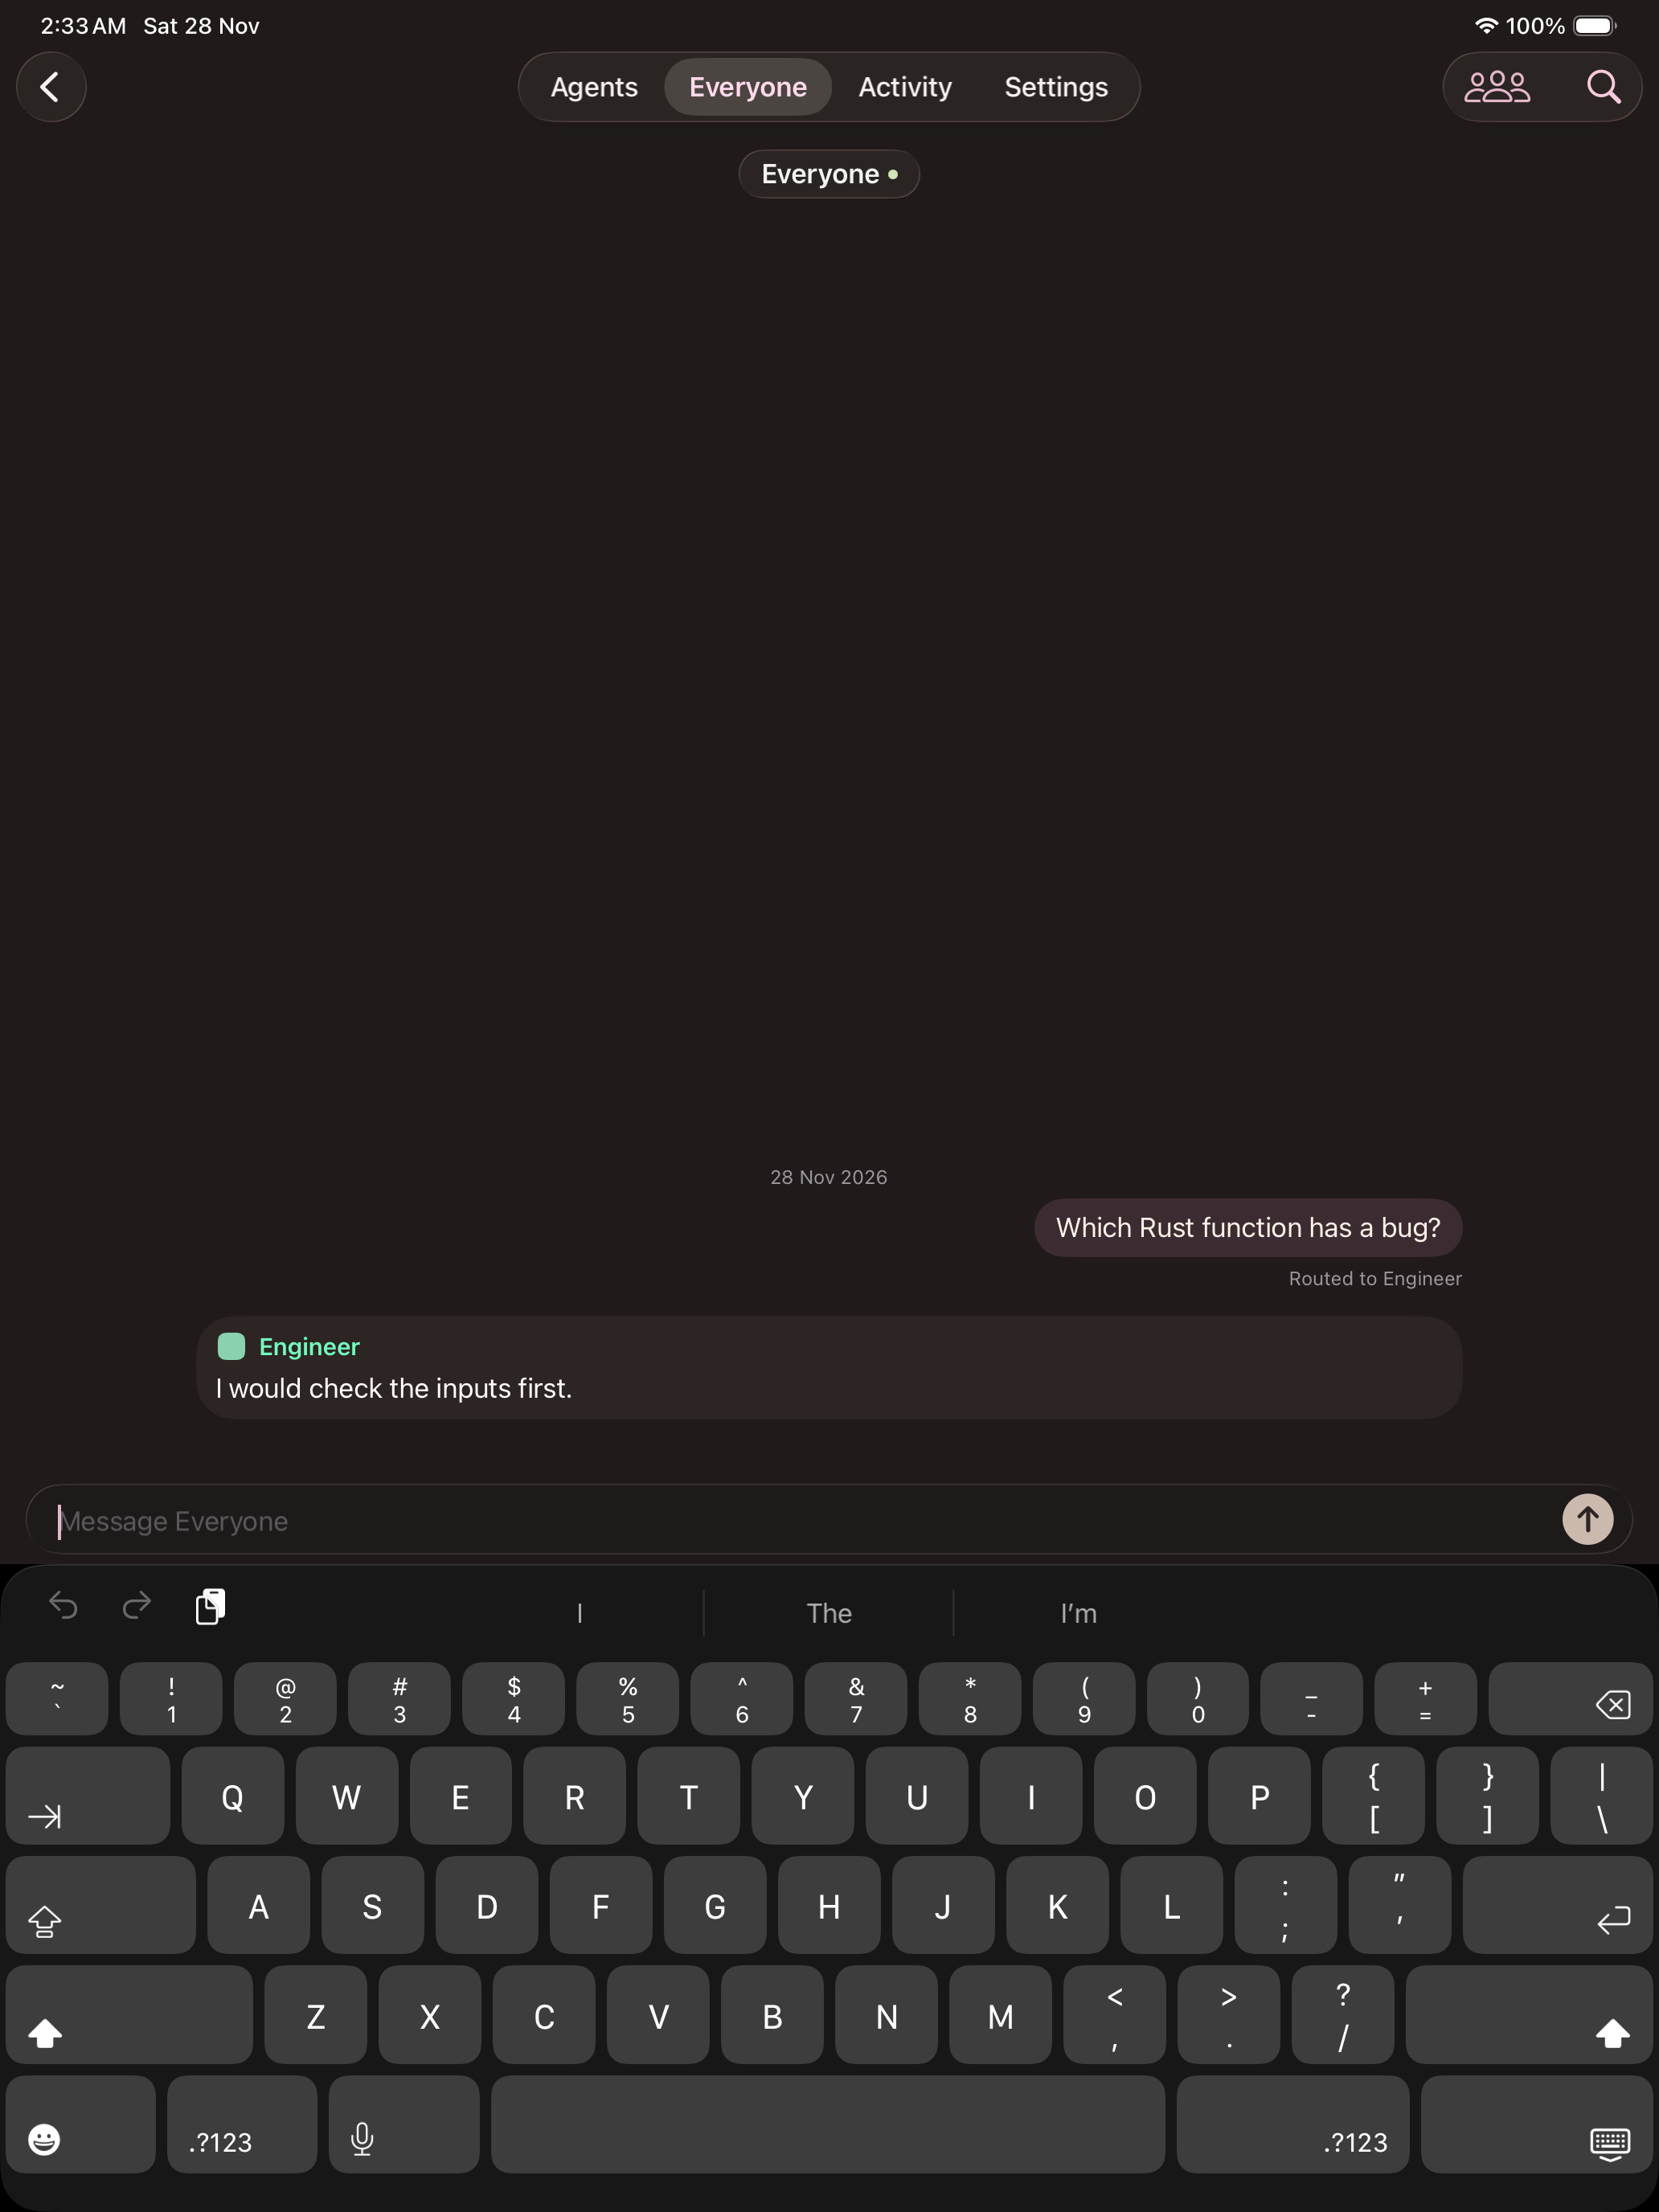 2:33 AM Sat 28 Nov 100%
Agents Everyone Activity Settings
Everyone
28 Nov 2026
Which Rust function has a bug?
Routed to Engineer
Engineer
I would check the inputs first.
Message Everyone
I The I’m
~ ! @ # $ % ^ & * ( ) _ +
` 1 2 3 4 5 6 7 8 9 0 - =
Q W E R T Y U I O P { } |
[ ] \
A S D F G H J K L : "
; '
Z X C V B N M < > ?
, . /
.?123 .?123